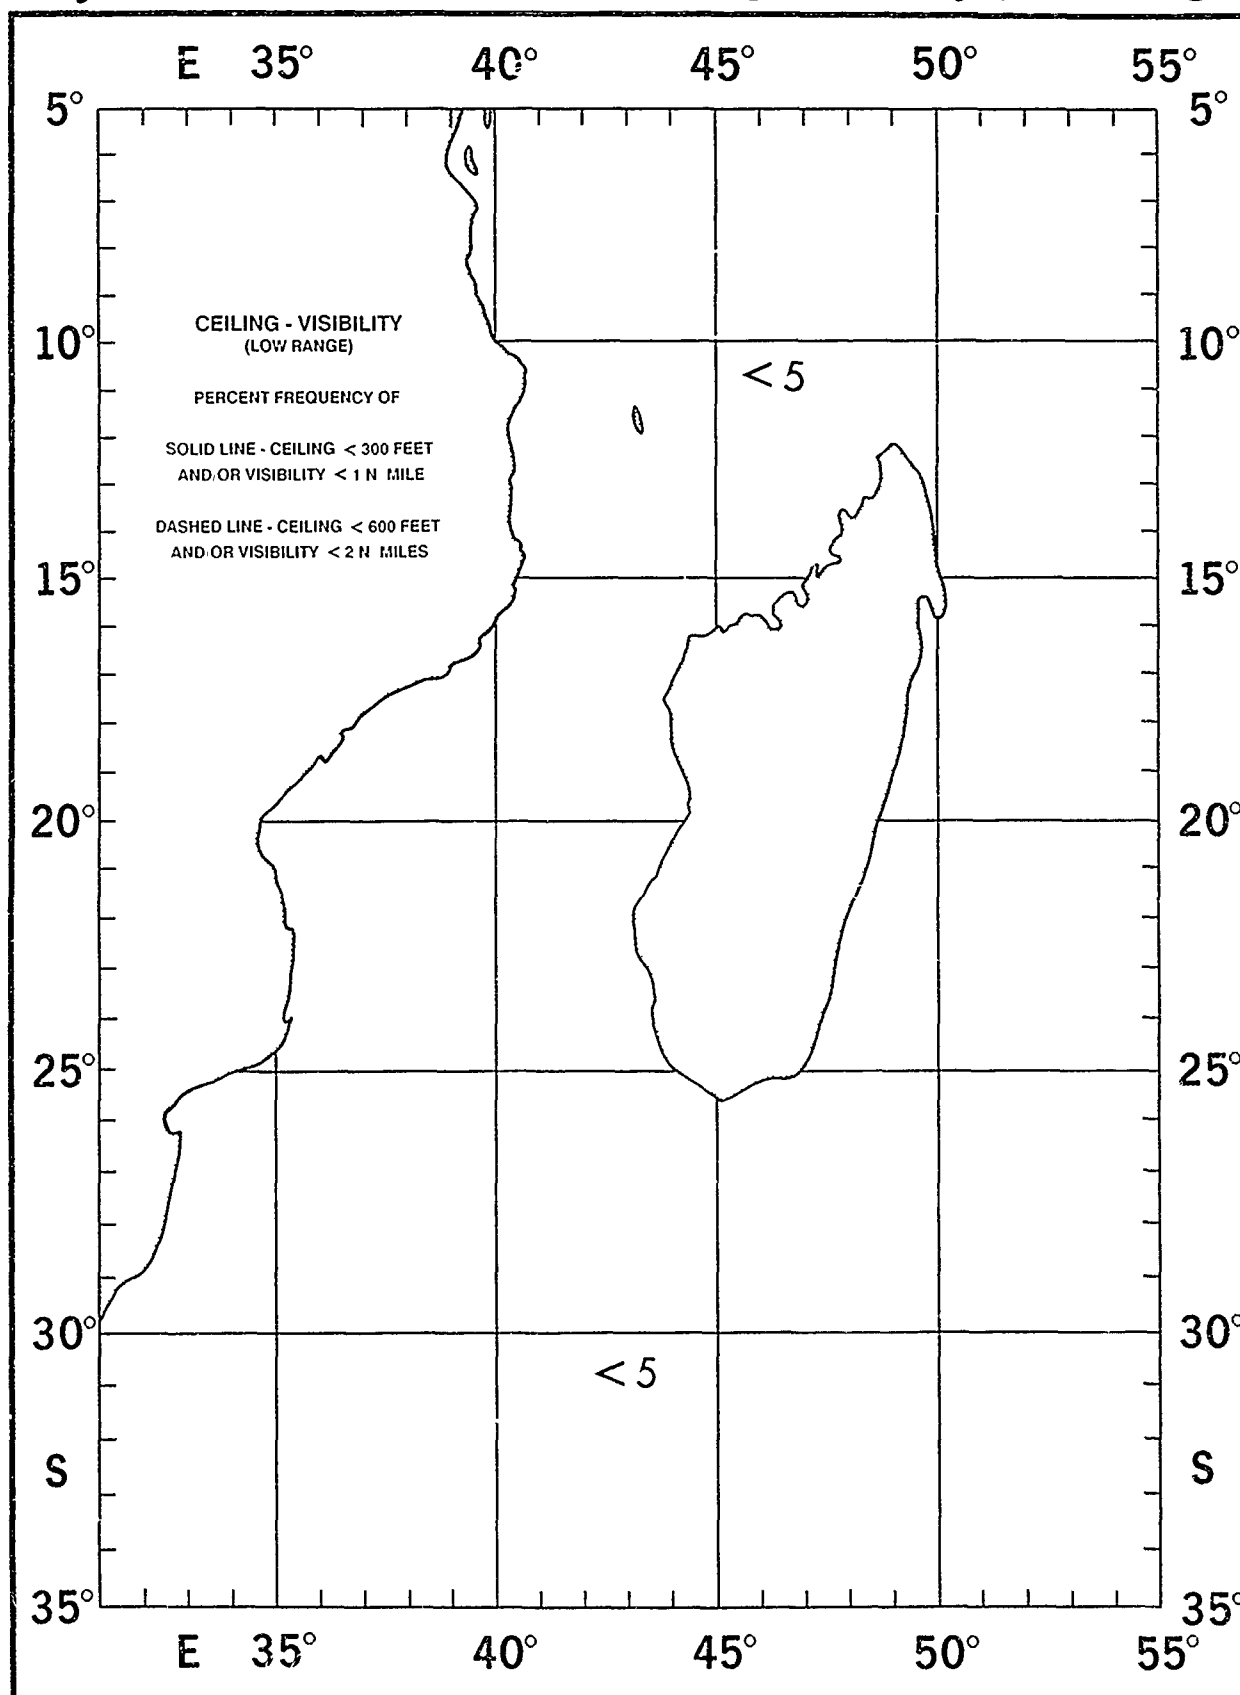 E 35° 40° 45° 50° 55°
5° 5°
CEILING - VISIBILITY
(LOW RANGE)
10° 10°
< 5
PERCENT FREQUENCY OF
SOLID LINE - CEILING < 300 FEET
AND/OR VISIBILITY < 1 N MILE
DASHED LINE - CEILING < 600 FEET
AND/OR VISIBILITY < 2 N MILES
15° 15°
20° 20°
25° 25°
30° 30°
< 5
S S
35° 35°
E 35° 40° 45° 50° 55°